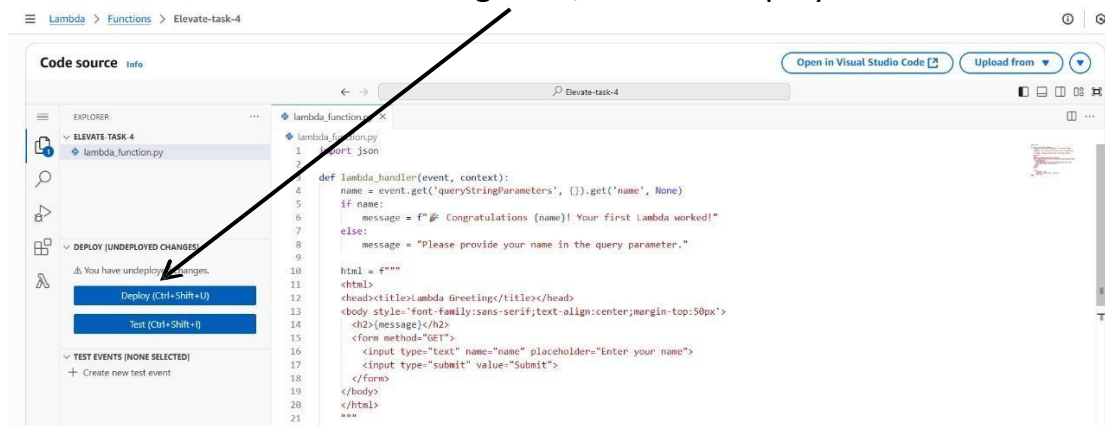 Lambda > Functions > Elevate-task-4
Code source Info
Open in Visual Studio Code
Upload from
Elevate-task-4
EXPLORER
ELEVATE-TASK-4
lambda_function.py
lambda_function.py
lambda_function.py
1 import json
2
3 def lambda_handler(event, context):
4 name = event.get('queryStringParameters', {}).get('name', None)
5 if name:
6 message = f"🎉 Congratulations {name}! Your first Lambda worked!"
7 else:
8 message = "Please provide your name in the query parameter."
9
10 html = f"""
11 <html>
12 <head><title>Lambda Greeting</title></head>
13 <body style='font-family:sans-serif;text-align:center;margin-top:50px'>
14 <h2>{message}</h2>
15 <form method="GET">
16 <input type="text" name="name" placeholder="Enter your name">
17 <input type="submit" value="Submit">
18 </form>
19 </body>
20 </html>
21 """
DEPLOY [UNDEPLOYED CHANGES]
You have undeployed changes.
Deploy (Ctrl+Shift+U)
Test (Ctrl+Shift+I)
TEST EVENTS [NONE SELECTED]
+ Create new test event